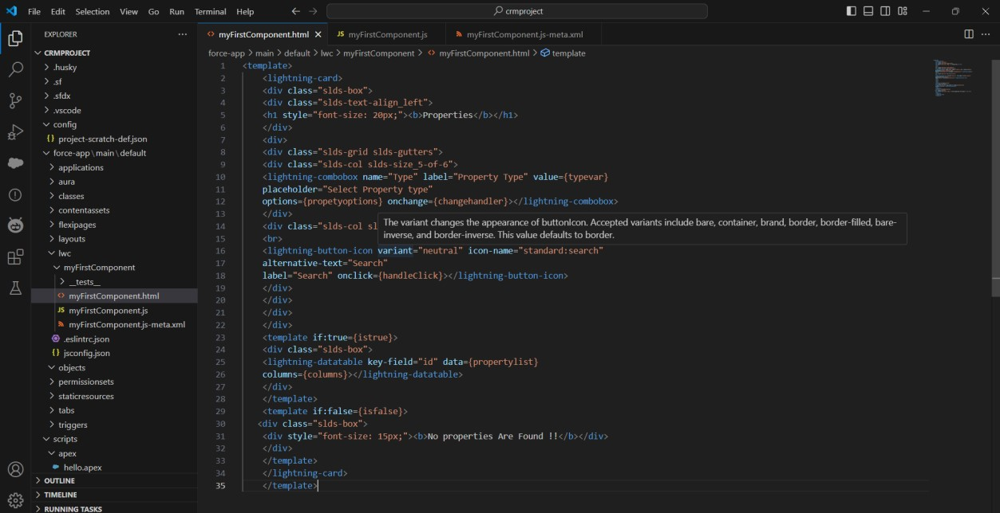 File Edit Selection View Go Run Terminal Help
crmproject
EXPLORER
CRMPROJECT
.husky
.sf
.sfdx
.vscode
config
{} project-scratch-def.json
force-app\main\default
applications
aura
classes
contentassets
flexipages
layouts
lwc
myFirstComponent
__tests__
<> myFirstComponent.html
JS myFirstComponent.js
myFirstComponent.js-meta.xml
.eslintrc.json
{} jsconfig.json
objects
permissionsets
staticresources
tabs
triggers
scripts
apex
hello.apex
OUTLINE
TIMELINE
RUNNING TASKS
<> myFirstComponent.html JS myFirstComponent.js myFirstComponent.js-meta.xml
force-app > main > default > lwc > myFirstComponent > <> myFirstComponent.html > template
1 <template>
2 <lightning-card>
3 <div class="slds-box">
4 <div class="slds-text-align_left">
5 <h1 style="font-size: 20px;"><b>Properties</b></h1>
6 </div>
7 <div>
8 <div class="slds-grid slds-gutters">
9 <div class="slds-col slds-size_5-of-6">
10 <lightning-combobox name="Type" label="Property Type" value={typevar}
11 placeholder="Select Property type"
12 options={propetyoptions} onchange={changehandler}></lightning-combobox>
13 </div>
The variant changes the appearance of buttonIcon. Accepted variants include bare, container, brand, border, border-filled, bare-
inverse, and border-inverse. This value defaults to border.
14 <div class="slds-col sl
15 <br>
16 <lightning-button-icon variant="neutral" icon-name="standard:search"
17 alternative-text="Search"
18 label="Search" onclick={handleClick}></lightning-button-icon>
19 </div>
20 </div>
21 </div>
22 </div>
23 <template if:true={istrue}>
24 <div class="slds-box">
25 <lightning-datatable key-field="id" data={propertylist}
26 columns={columns}></lightning-datatable>
27 </div>
28 </template>
29 <template if:false={isfalse}>
30 <div class="slds-box">
31 <div style="font-size: 15px;"><b>No properties Are Found !!</b></div>
32 </div>
33 </template>
34 </lightning-card>
35 </template>